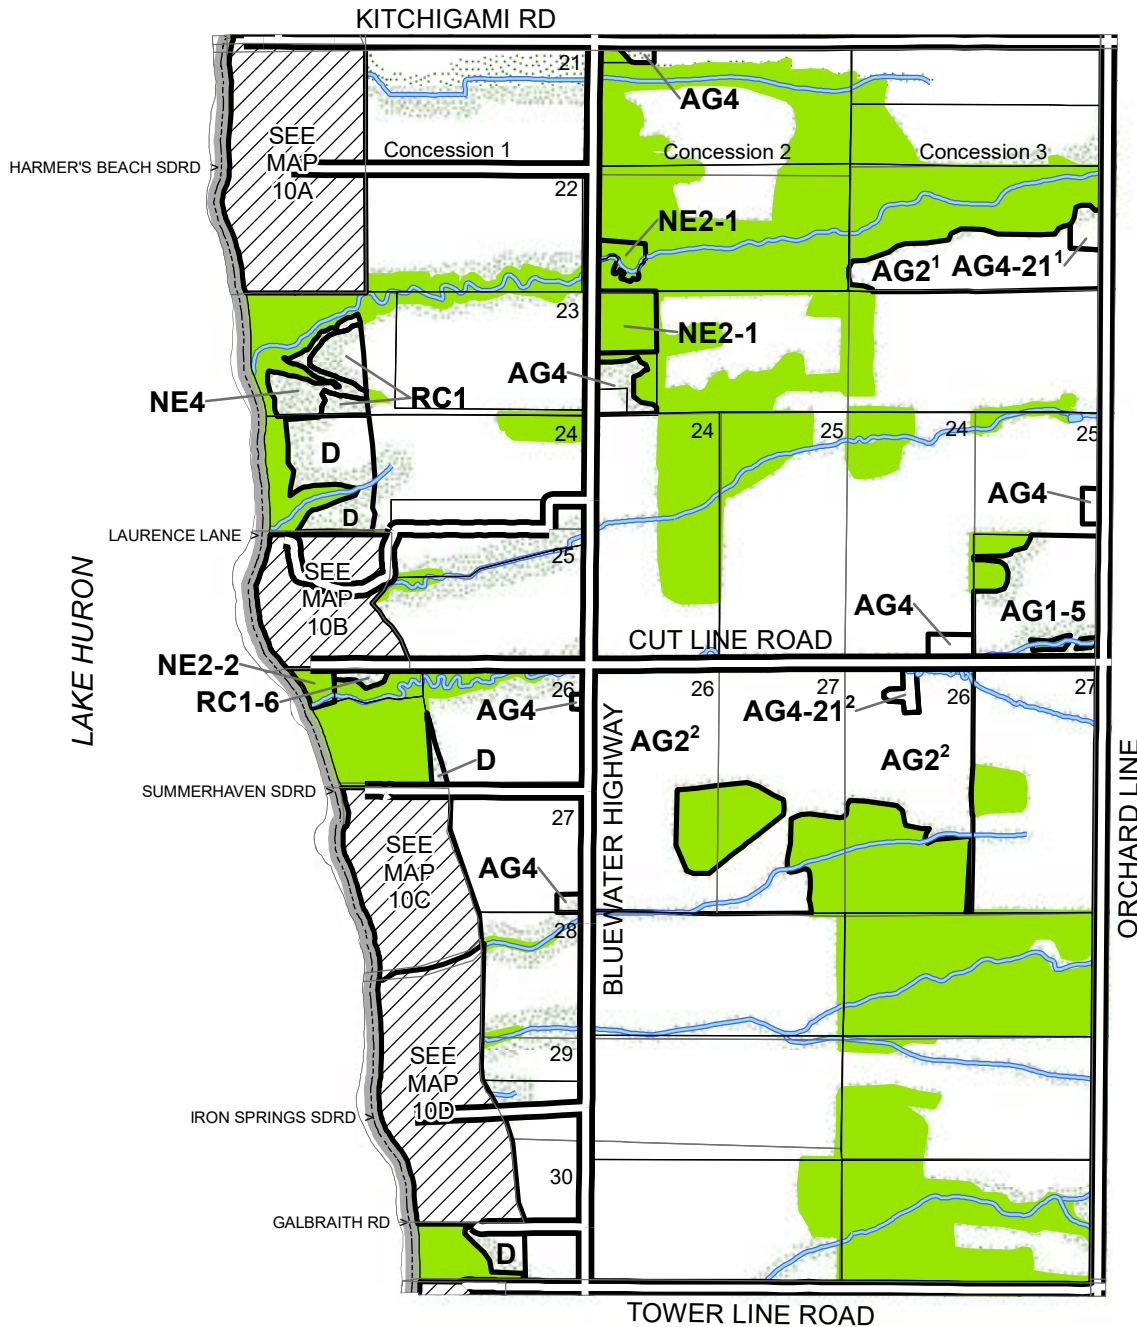 KITCHIGAMI RD
21
AG4
SEE
MAP
10A
Concession 1
Concession 2
Concession 3
HARMER'S BEACH SDRD
22
NE2-1
AG2¹
AG4-21¹
23
NE2-1
AG4
NE4
RC1
24
24
25
24
25
D
AG4
D
LAURENCE LANE
25
SEE
MAP
10B
AG4
AG1-5
LAKE HURON
CUT LINE ROAD
NE2-2
RC1-6
26
AG4
26
27
26
27
AG4-21²
AG2²
AG2²
D
SUMMERHAVEN SDRD
BLUEWATER HIGHWAY
ORCHARD LINE
27
SEE
MAP
10C
AG4
28
29
SEE
MAP
10D
IRON SPRINGS SDRD
30
GALBRAITH RD
D
TOWER LINE ROAD